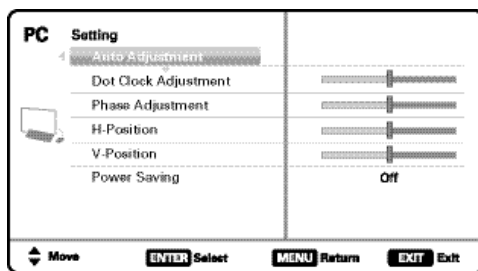 PC Setting
Auto Adjustment
Dot Clock Adjustment
Phase Adjustment
H-Position
V-Position
Power Saving Off
Move ENTER Select MENU Return EXIT Exit